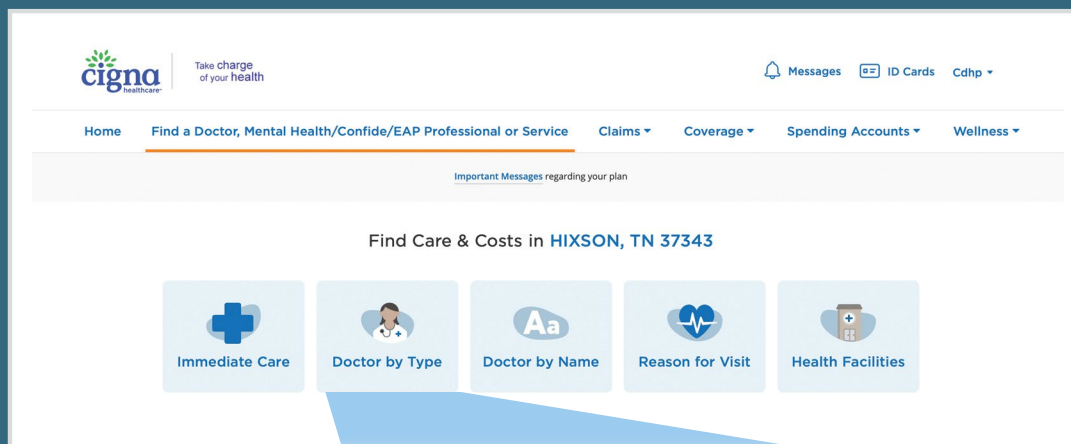 cigna
healthcare
Take charge
of your health
Messages ID Cards Cdhp
Home Find a Doctor, Mental Health/Confide/EAP Professional or Service Claims Coverage Spending Accounts Wellness
Important Messages regarding your plan
Find Care & Costs in HIXSON, TN 37343
Aa
Immediate Care Doctor by Type Doctor by Name Reason for Visit Health Facilities